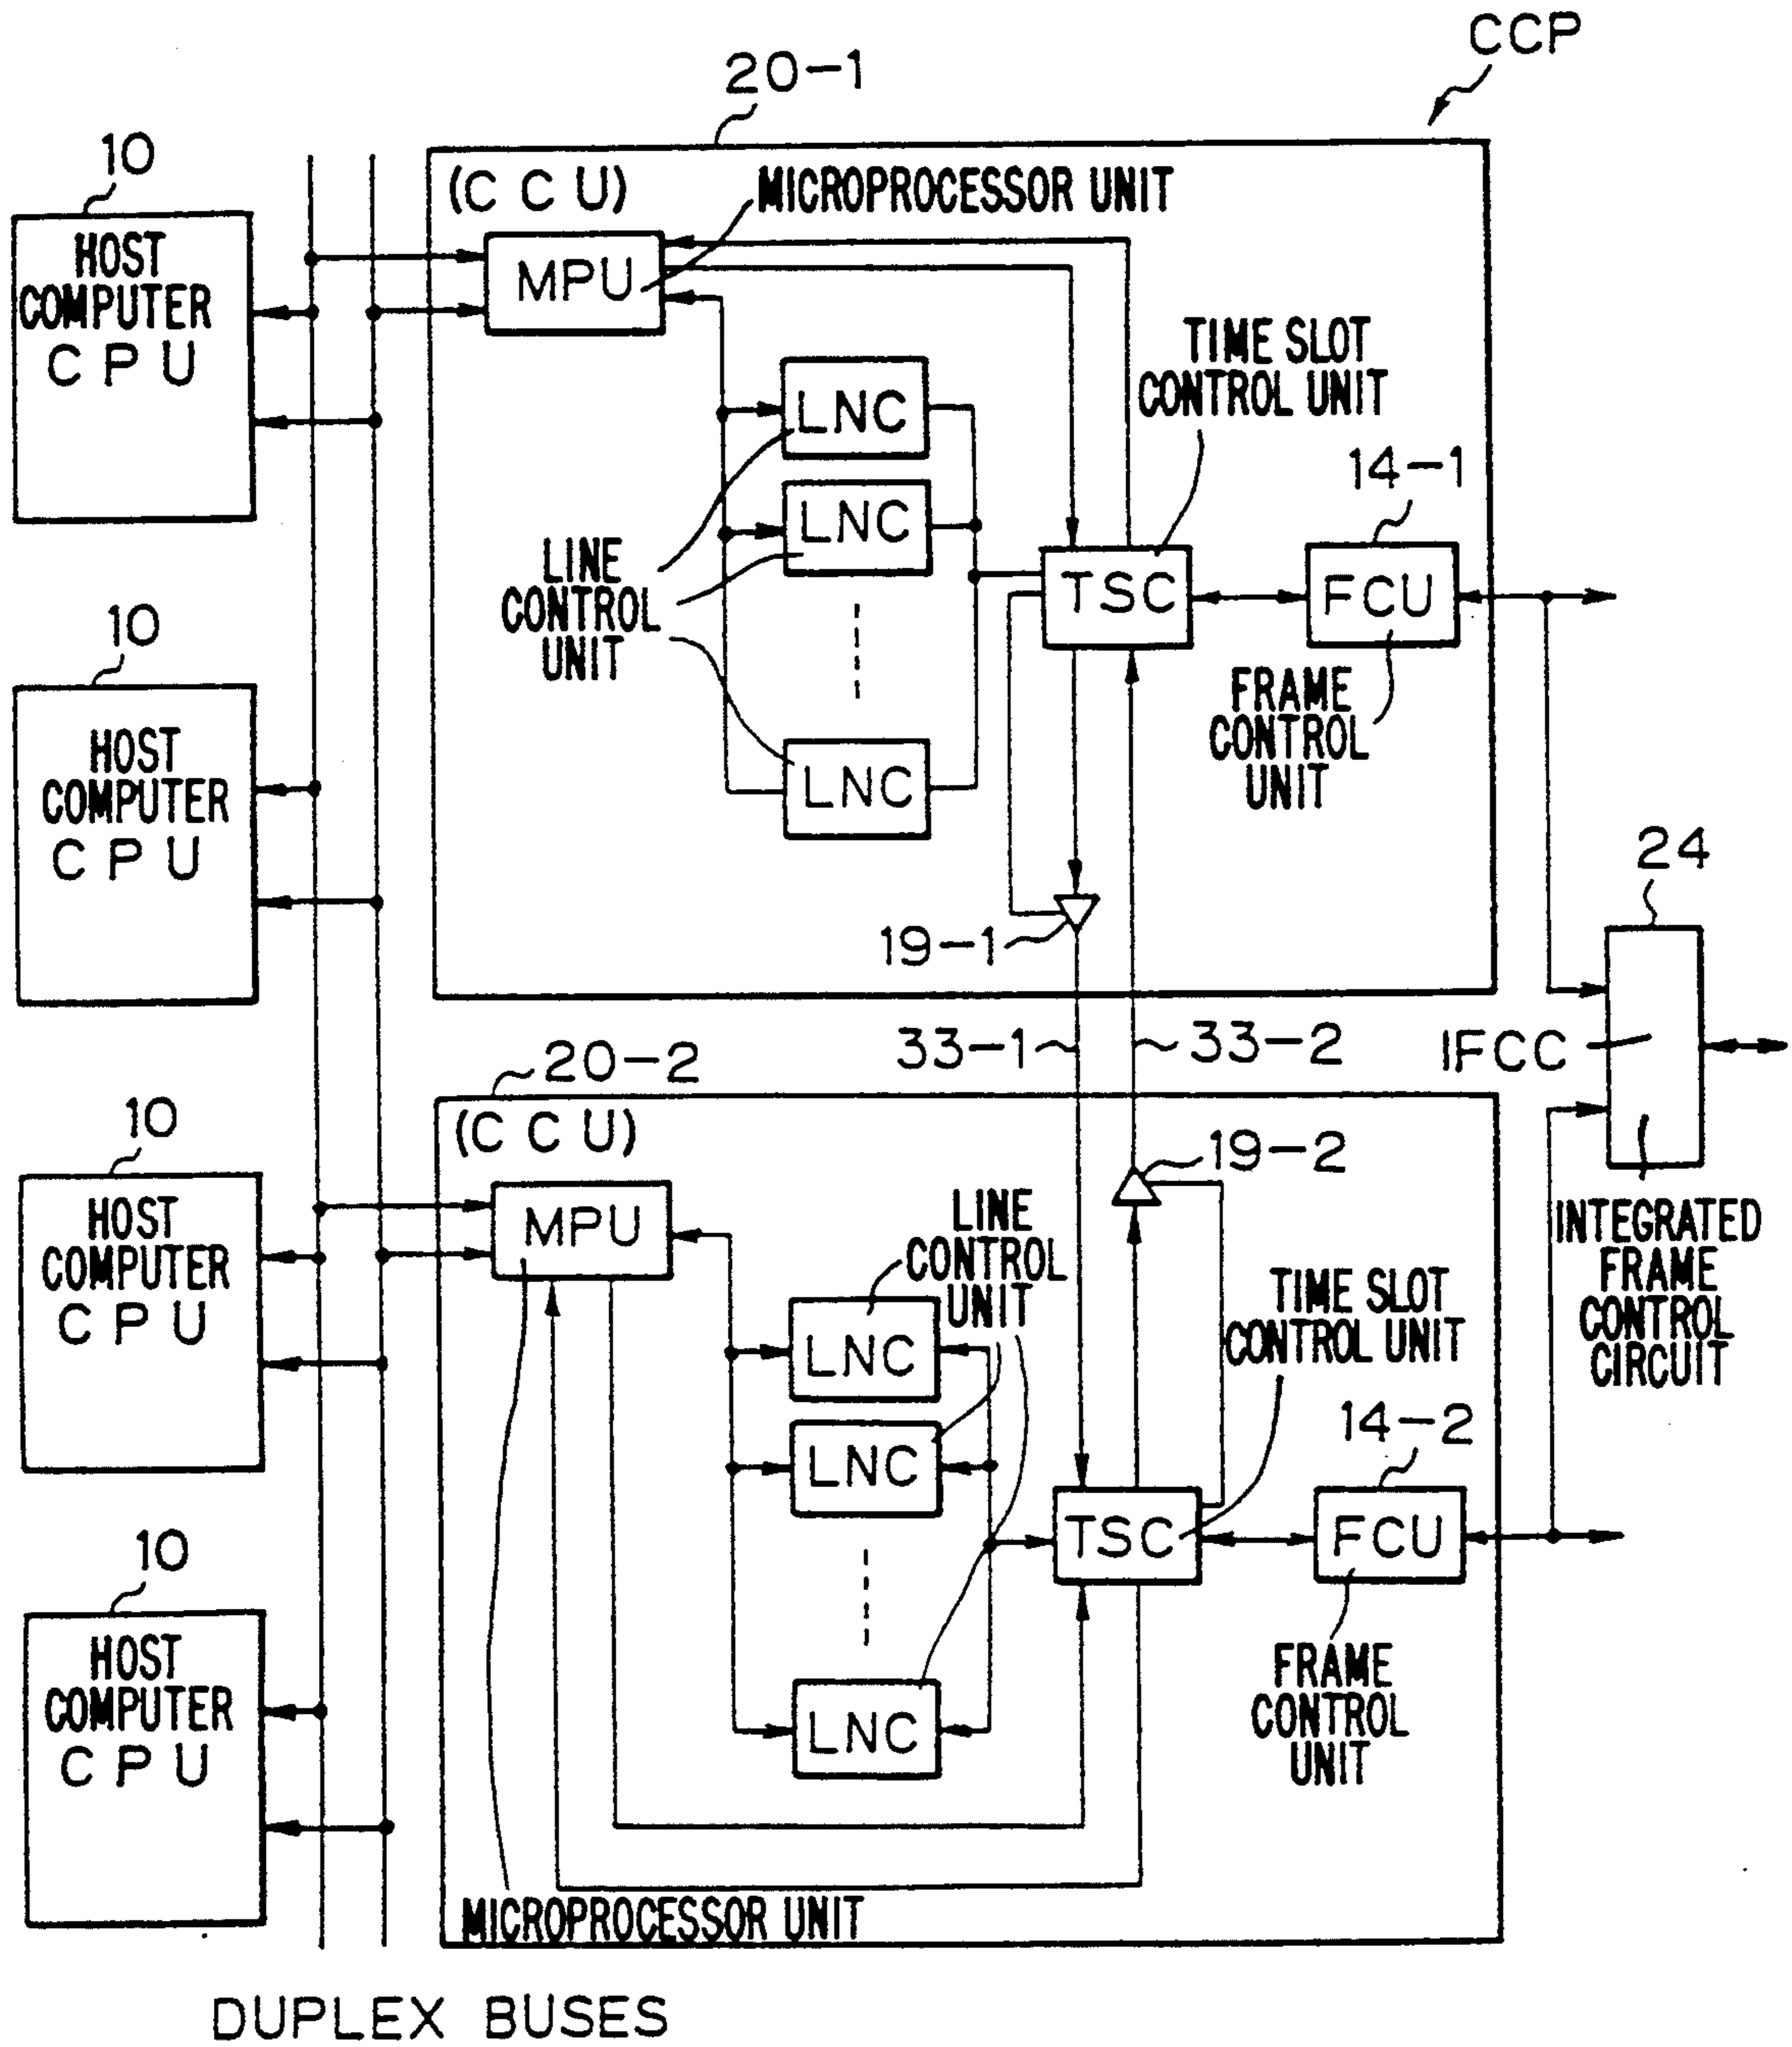 CCP
20-1
10
HOST
COMPUTER
C P U
(C C U)
MICROPROCESSOR UNIT
MPU
TIME SLOT
CONTROL UNIT
LNC
LNC
LINE
CONTROL
UNIT
LNC
TSC
14-1
FCU
FRAME
CONTROL
UNIT
19-1
10
HOST
COMPUTER
C P U
33-1
33-2
24
IFCC
INTEGRATED
FRAME
CONTROL
CIRCUIT
20-2
10
HOST
COMPUTER
C P U
(C C U)
MPU
19-2
LINE
CONTROL
UNIT
TIME SLOT
CONTROL UNIT
LNC
LNC
LNC
TSC
14-2
FCU
FRAME
CONTROL
UNIT
10
HOST
COMPUTER
C P U
MICROPROCESSOR UNIT
DUPLEX BUSES